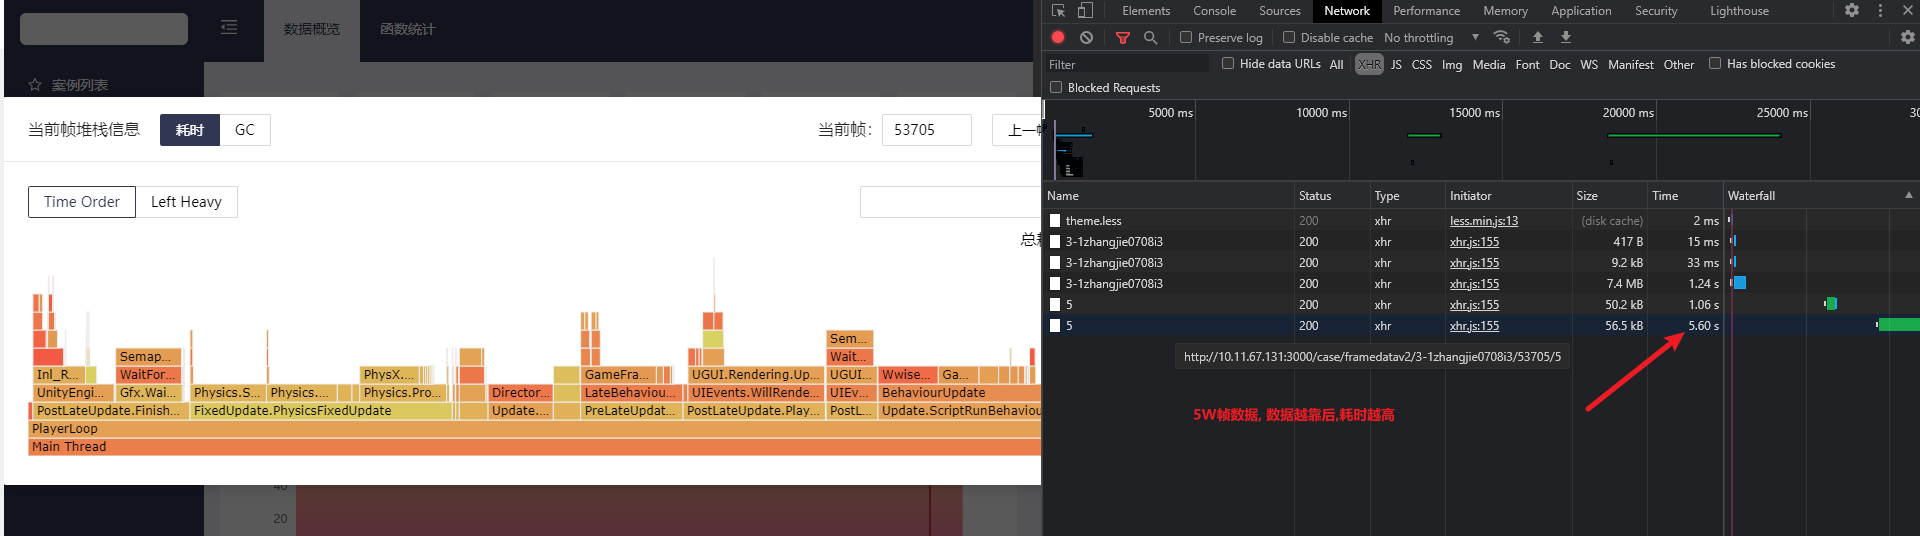 数据概览
函数统计
案例列表
当前帧堆栈信息
耗时
GC
当前帧：
53705
上一帧
Time Order
Left Heavy
Sem...
Semap...
Wait...
Inl_R...
WaitFor...
PhysX....
GameFra...
UGUI.Rendering.Up...
UGUI...
Wwise...
Ga...
UnityEngi...
Gfx.Wai...
Physics.S...
Physics....
Physics.Pro...
Director...
LateBehaviou...
UIEvents.WillRende...
UIEv...
BehaviourUpdate
PostLateUpdate.Finish...
FixedUpdate.PhysicsFixedUpdate
Update....
PreLateUpdat...
PostLateUpdate.Play...
PostL...
Update.ScriptRunBehaviou
PlayerLoop
Main Thread
40
20
Elements
Console
Sources
Network
Performance
Memory
Application
Security
Lighthouse
Preserve log
Disable cache
No throttling
Filter
Hide data URLs
All
XHR
JS
CSS
Img
Media
Font
Doc
WS
Manifest
Other
Has blocked cookies
Blocked Requests
5000 ms
10000 ms
15000 ms
20000 ms
25000 ms
Name Status Type Initiator Size Time Waterfall
theme.less 200 xhr less.min.js:13 (disk cache) 2 ms
3-1zhangjie0708i3 200 xhr xhr.js:155 417 B 15 ms
3-1zhangjie0708i3 200 xhr xhr.js:155 9.2 kB 33 ms
3-1zhangjie0708i3 200 xhr xhr.js:155 7.4 MB 1.24 s
5 200 xhr xhr.js:155 50.2 kB 1.06 s
5 200 xhr xhr.js:155 56.5 kB 5.60 s
http://10.11.67.131:3000/case/framedatav2/3-1zhangjie0708i3/53705/5
5W帧数据, 数据越靠后,耗时越高